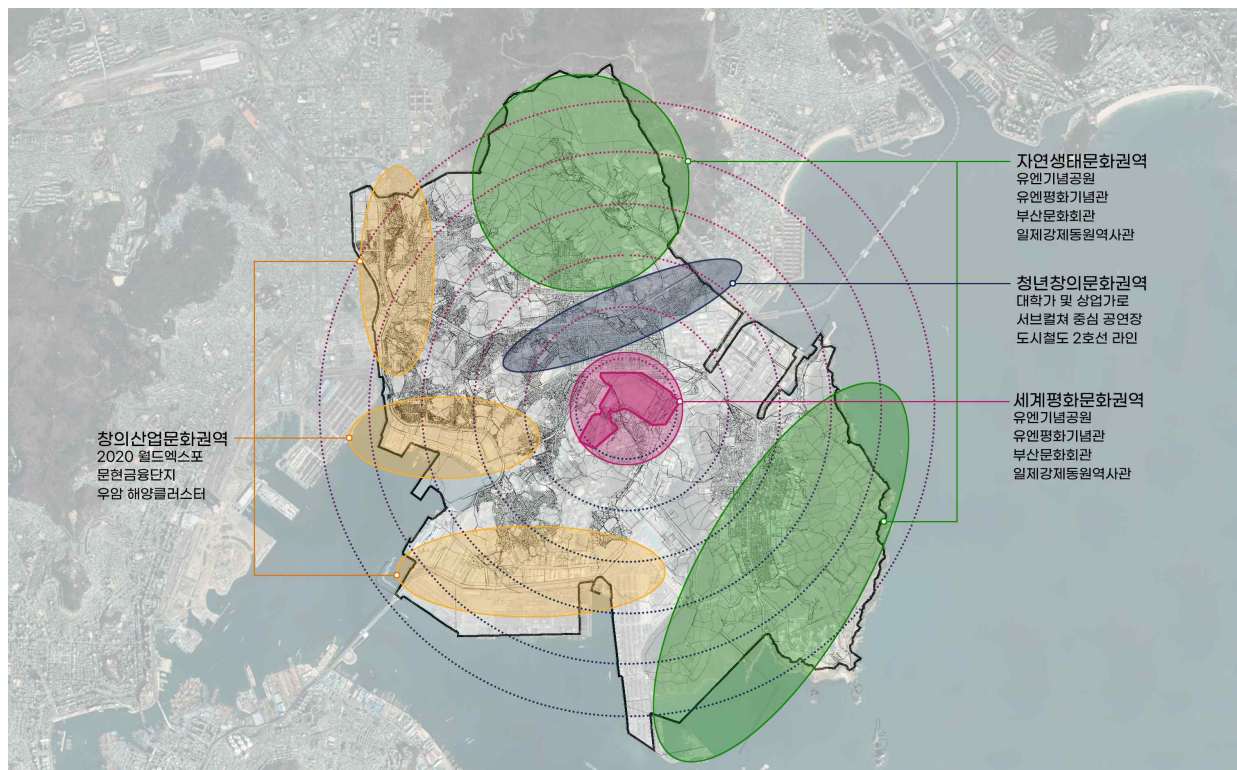 자연생태문화권역
유엔기념공원
유엔평화기념관
부산문화회관
일제강제동원역사관
청년창의문화권역
대학가 및 상업가로
서브컬쳐 중심 공연장
도시철도 2호선 라인
세계평화문화권역
유엔기념공원
유엔평화기념관
부산문화회관
일제강제동원역사관
창의산업문화권역
2020 월드엑스포
문현금융단지
우암 해양클러스터